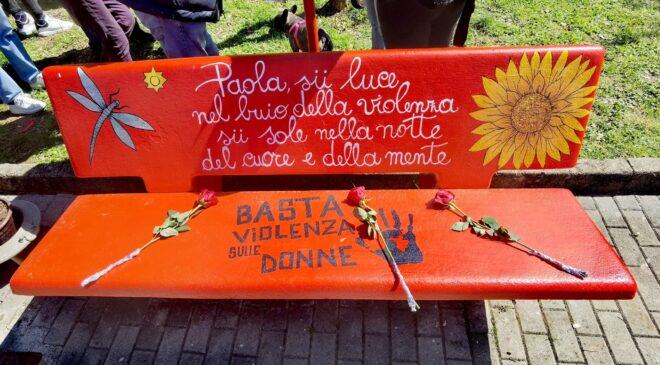 Paola, sii luce
nel buio della violenza
sii sole nella notte
del cuore e della mente
BASTA
VIOLENZA
SULLE
DONNE